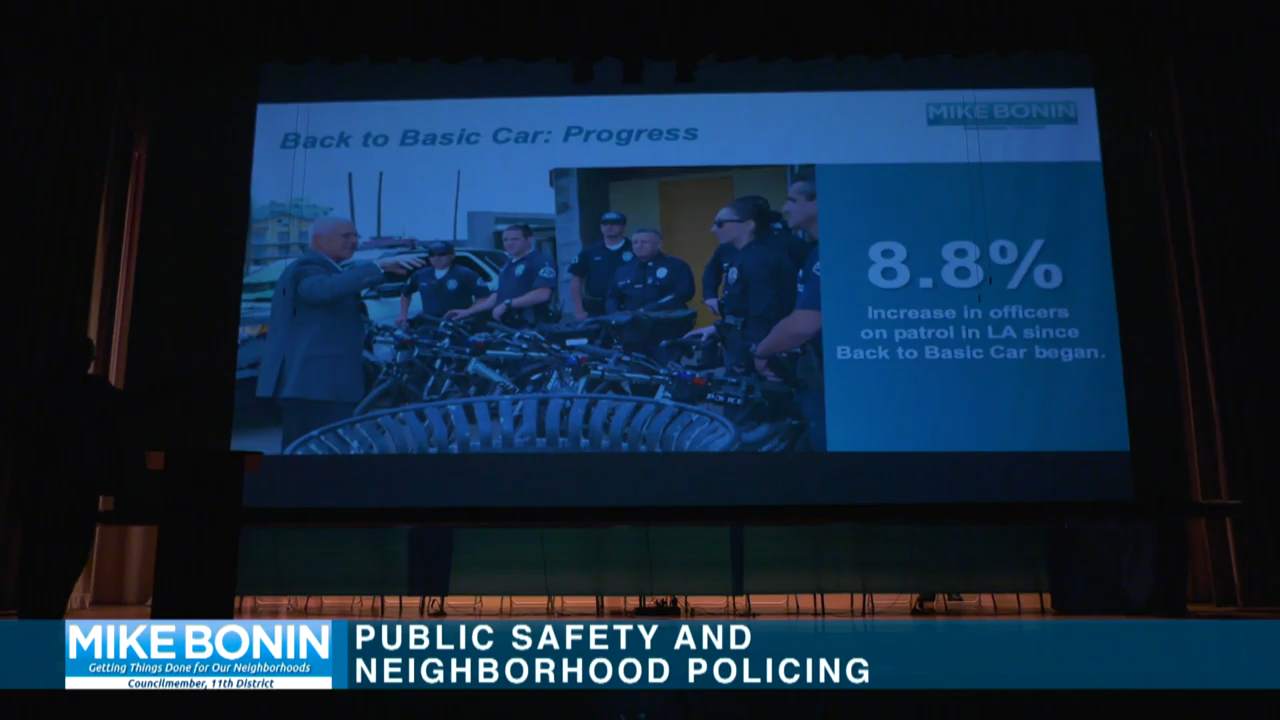 MIKE BONIN
Back to Basic Car: Progress
8.8%
Increase in officers
on patrol in LA since
Back to Basic Car began.
MIKE BONIN
Getting Things Done for Our Neighborhoods
Councilmember, 11th District
PUBLIC SAFETY AND
NEIGHBORHOOD POLICING